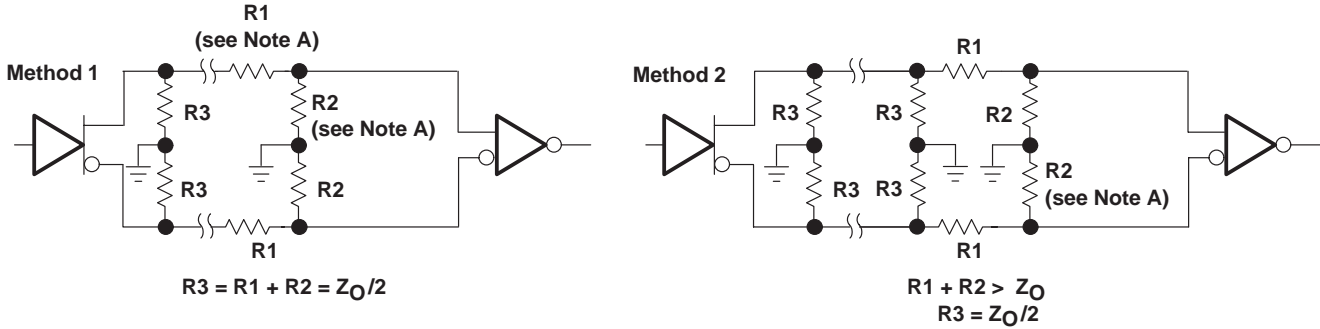 R1
(see Note A)
Method 1
R3
R2
(see Note A)
R3
R2
R1
R3 = R1 + R2 = ZO/2
R1
Method 2
R3
R3
R2
R3
R3
R2
(see Note A)
R1
R1 + R2 > ZO
R3 = ZO/2